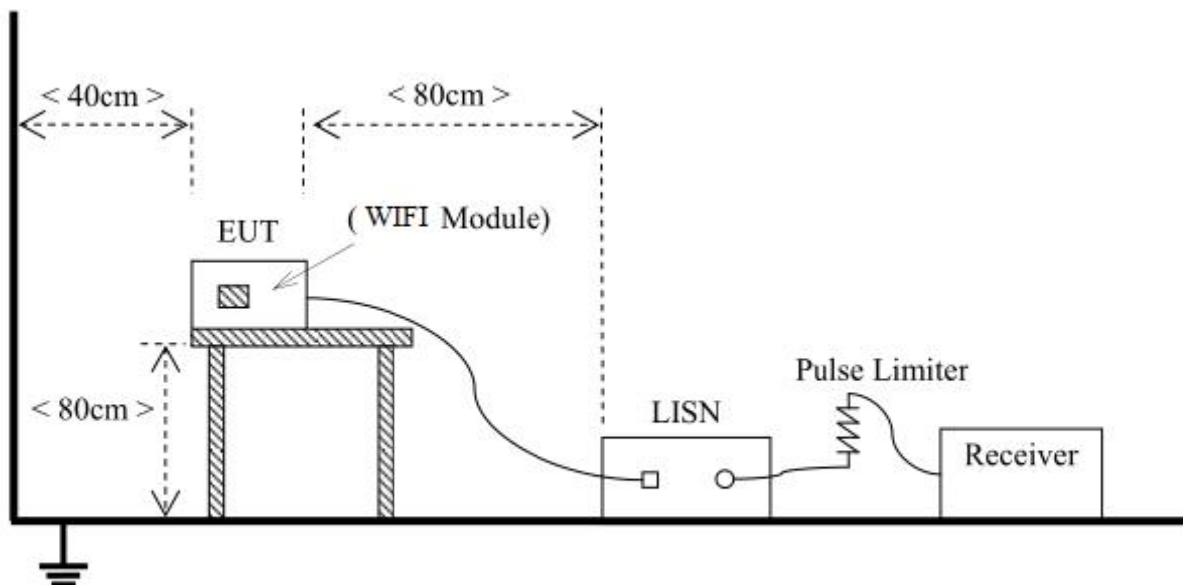 < 40cm >
< 80cm >
EUT
( WIFI Module)
< 80cm >
LISN
Pulse Limiter
Receiver